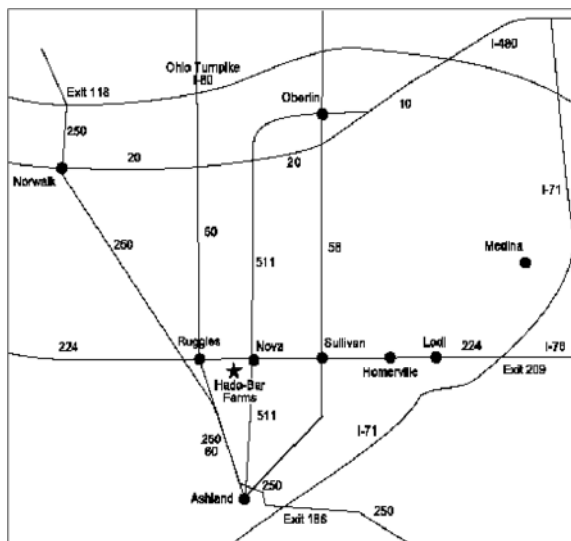 I-480
Ohio Turnpike
I-80
Exit 118
Oberlin
10
250
20
20
Norwalk
I-71
250
60
58
511
Medina
Ruggles
Nova
Sullivan
Lodi
224
224
I-76
Homerville
Exit 209
Hado-Bar
Farms
511
I-71
250
60
250
Ashland
Exit 186
250